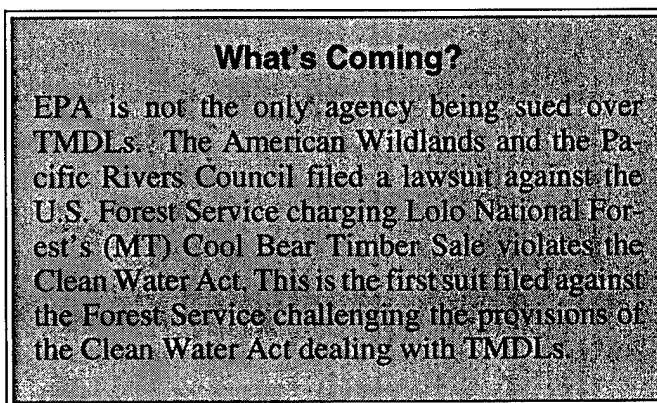 What's Coming?
EPA is not the only agency being sued over
TMDLs. The American Wildlands and the Pa-
cific Rivers Council filed a lawsuit against the
U.S. Forest Service charging Lolo National For-
est's (MT) Cool Bear Timber Sale violates the
Clean Water Act. This is the first suit filed against
the Forest Service challenging the provisions of
the Clean Water Act dealing with TMDLs.